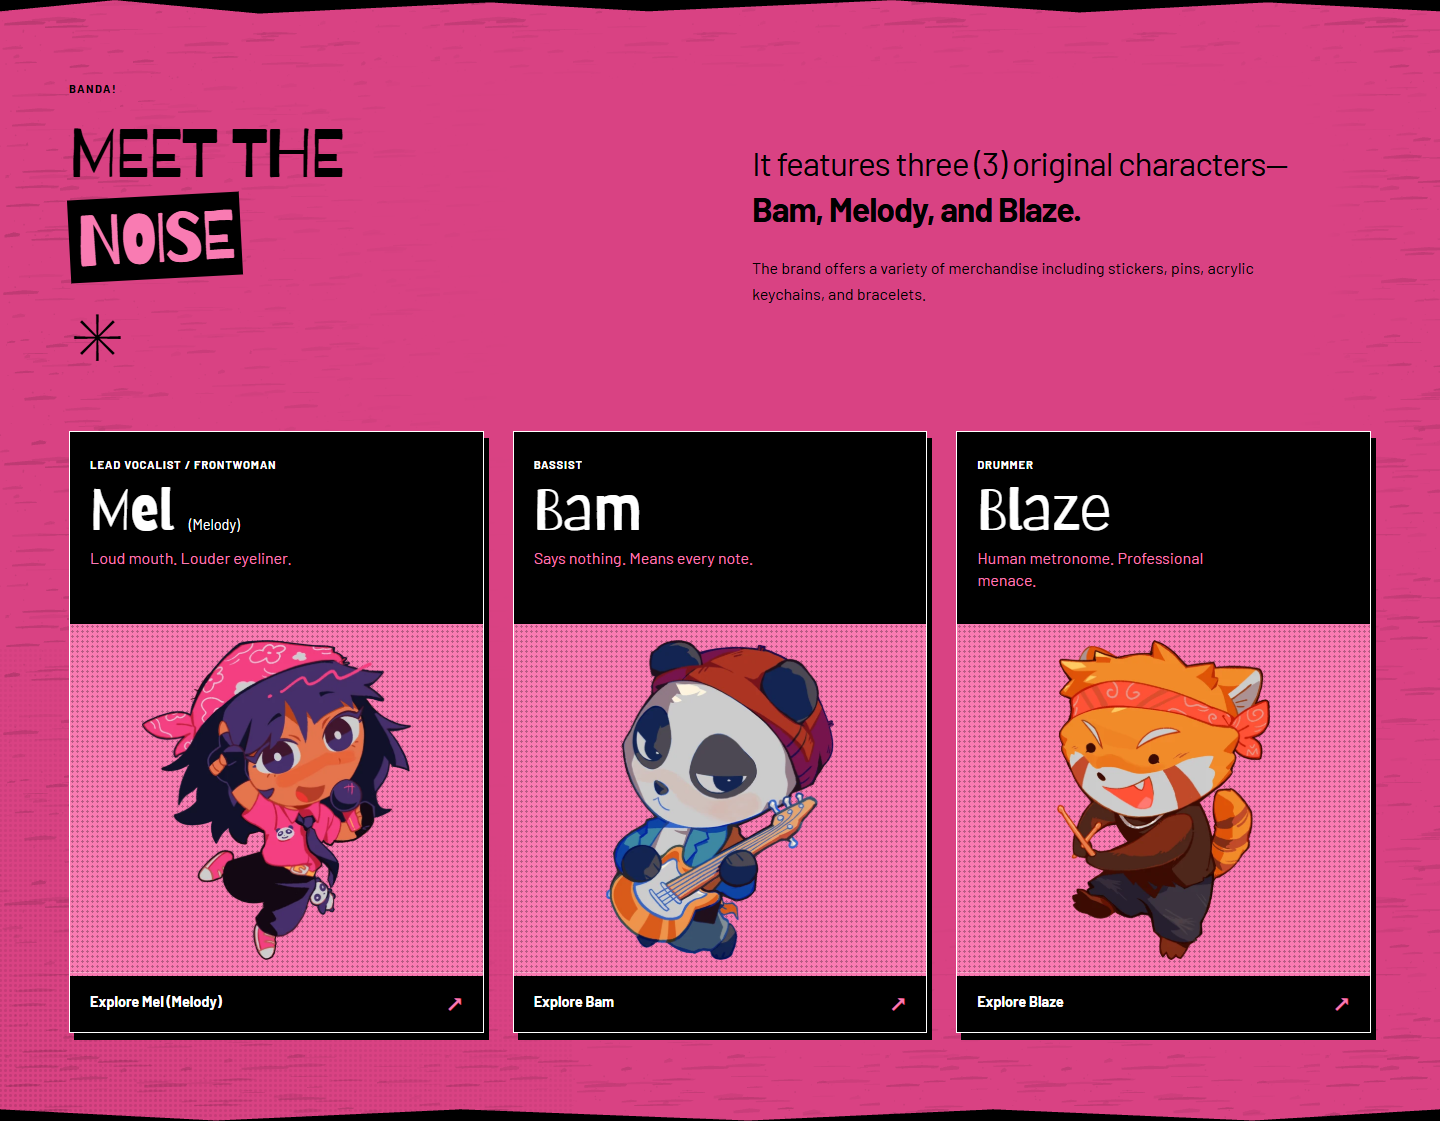 BANDA!
MEET THE
NOISE
It features three (3) original characters—
Bam, Melody, and Blaze.
The brand offers a variety of merchandise including stickers, pins, acrylic
keychains, and bracelets.
LEAD VOCALIST / FRONTWOMAN
Mel (Melody)
Loud mouth. Louder eyeliner.
Explore Mel (Melody)
BASSIST
Bam
Says nothing. Means every note.
Explore Bam
DRUMMER
Blaze
Human metronome. Professional
menace.
Explore Blaze